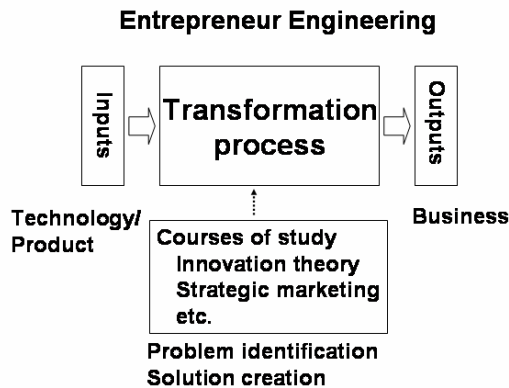 Entrepreneur Engineering
Inputs
Transformation
process
Outputs
Technology/
Product
Business
Courses of study
Innovation theory
Strategic marketing
etc.
Problem identification
Solution creation